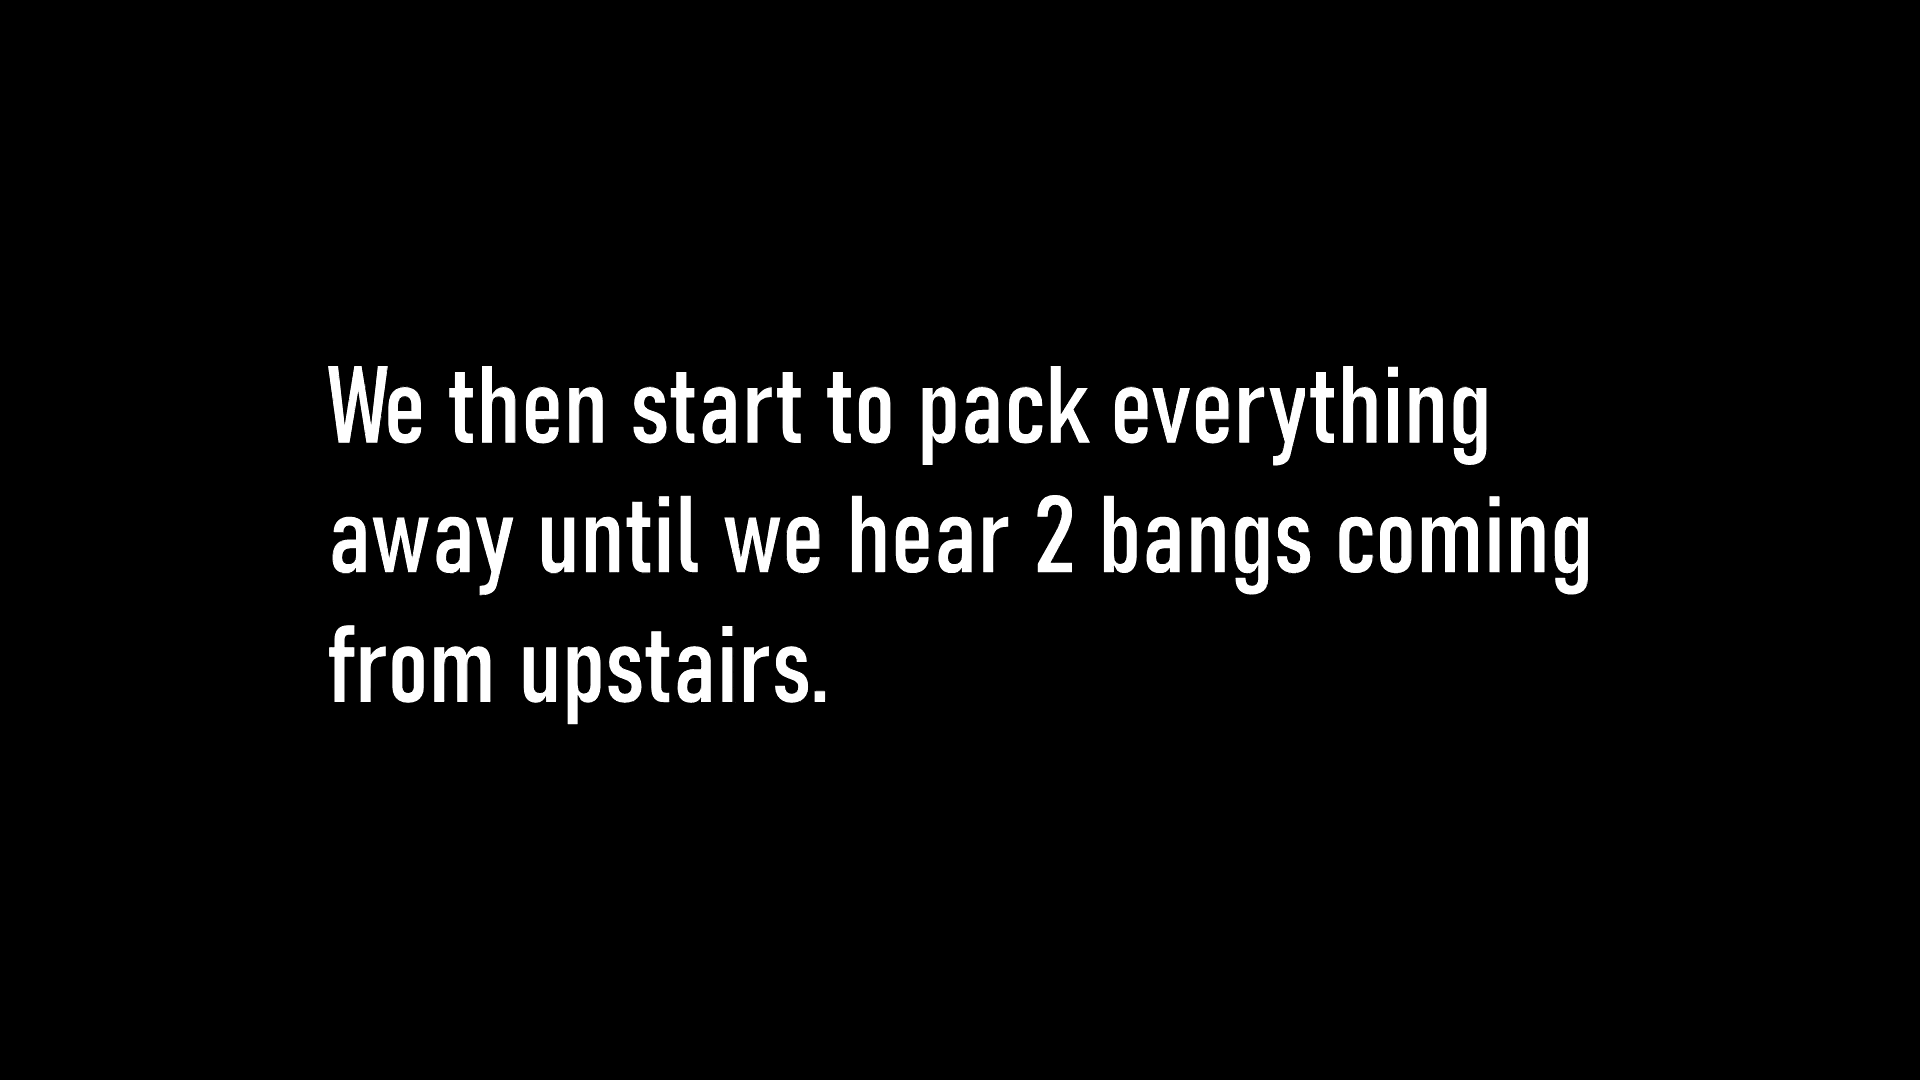 We then start to pack everything
away until we hear 2 bangs coming
from upstairs.